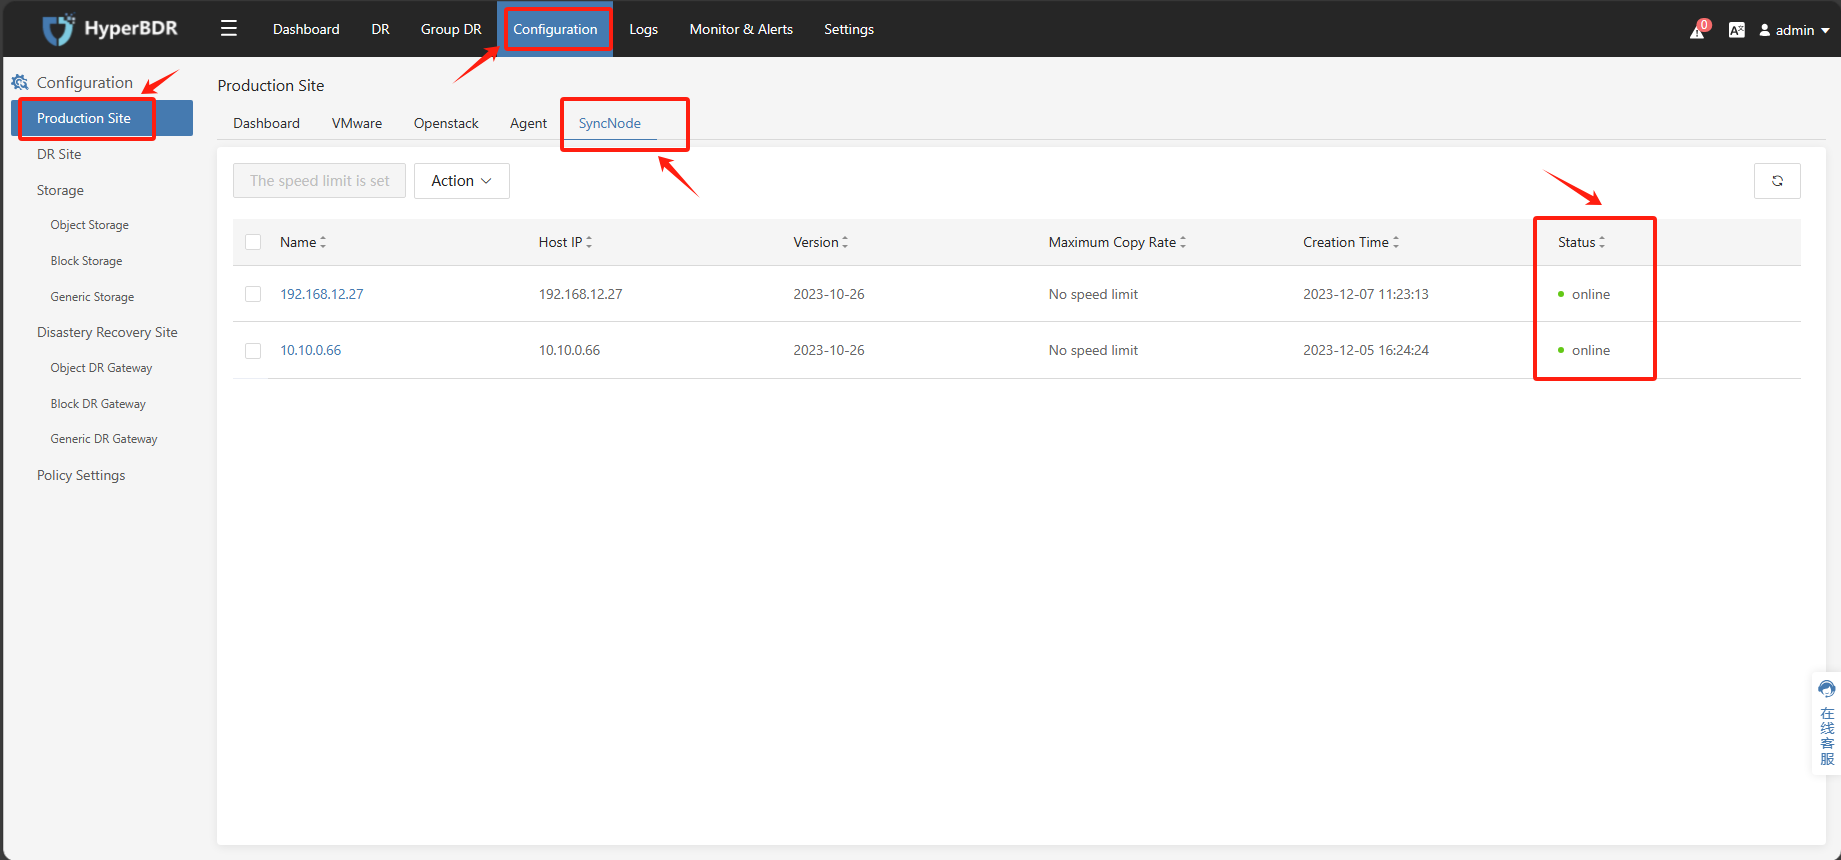 HyperBDR
Dashboard DR Group DR Configuration Logs Monitor & Alerts Settings
0
admin
Configuration
Production Site
DR Site
Storage
Object Storage
Block Storage
Generic Storage
Disastery Recovery Site
Object DR Gateway
Block DR Gateway
Generic DR Gateway
Policy Settings
Production Site
Dashboard VMware Openstack Agent SyncNode
The speed limit is set Action
Name Host IP Version Maximum Copy Rate Creation Time Status
192.168.12.27 192.168.12.27 2023-10-26 No speed limit 2023-12-07 11:23:13 online
10.10.0.66 10.10.0.66 2023-10-26 No speed limit 2023-12-05 16:24:24 online
在线客服